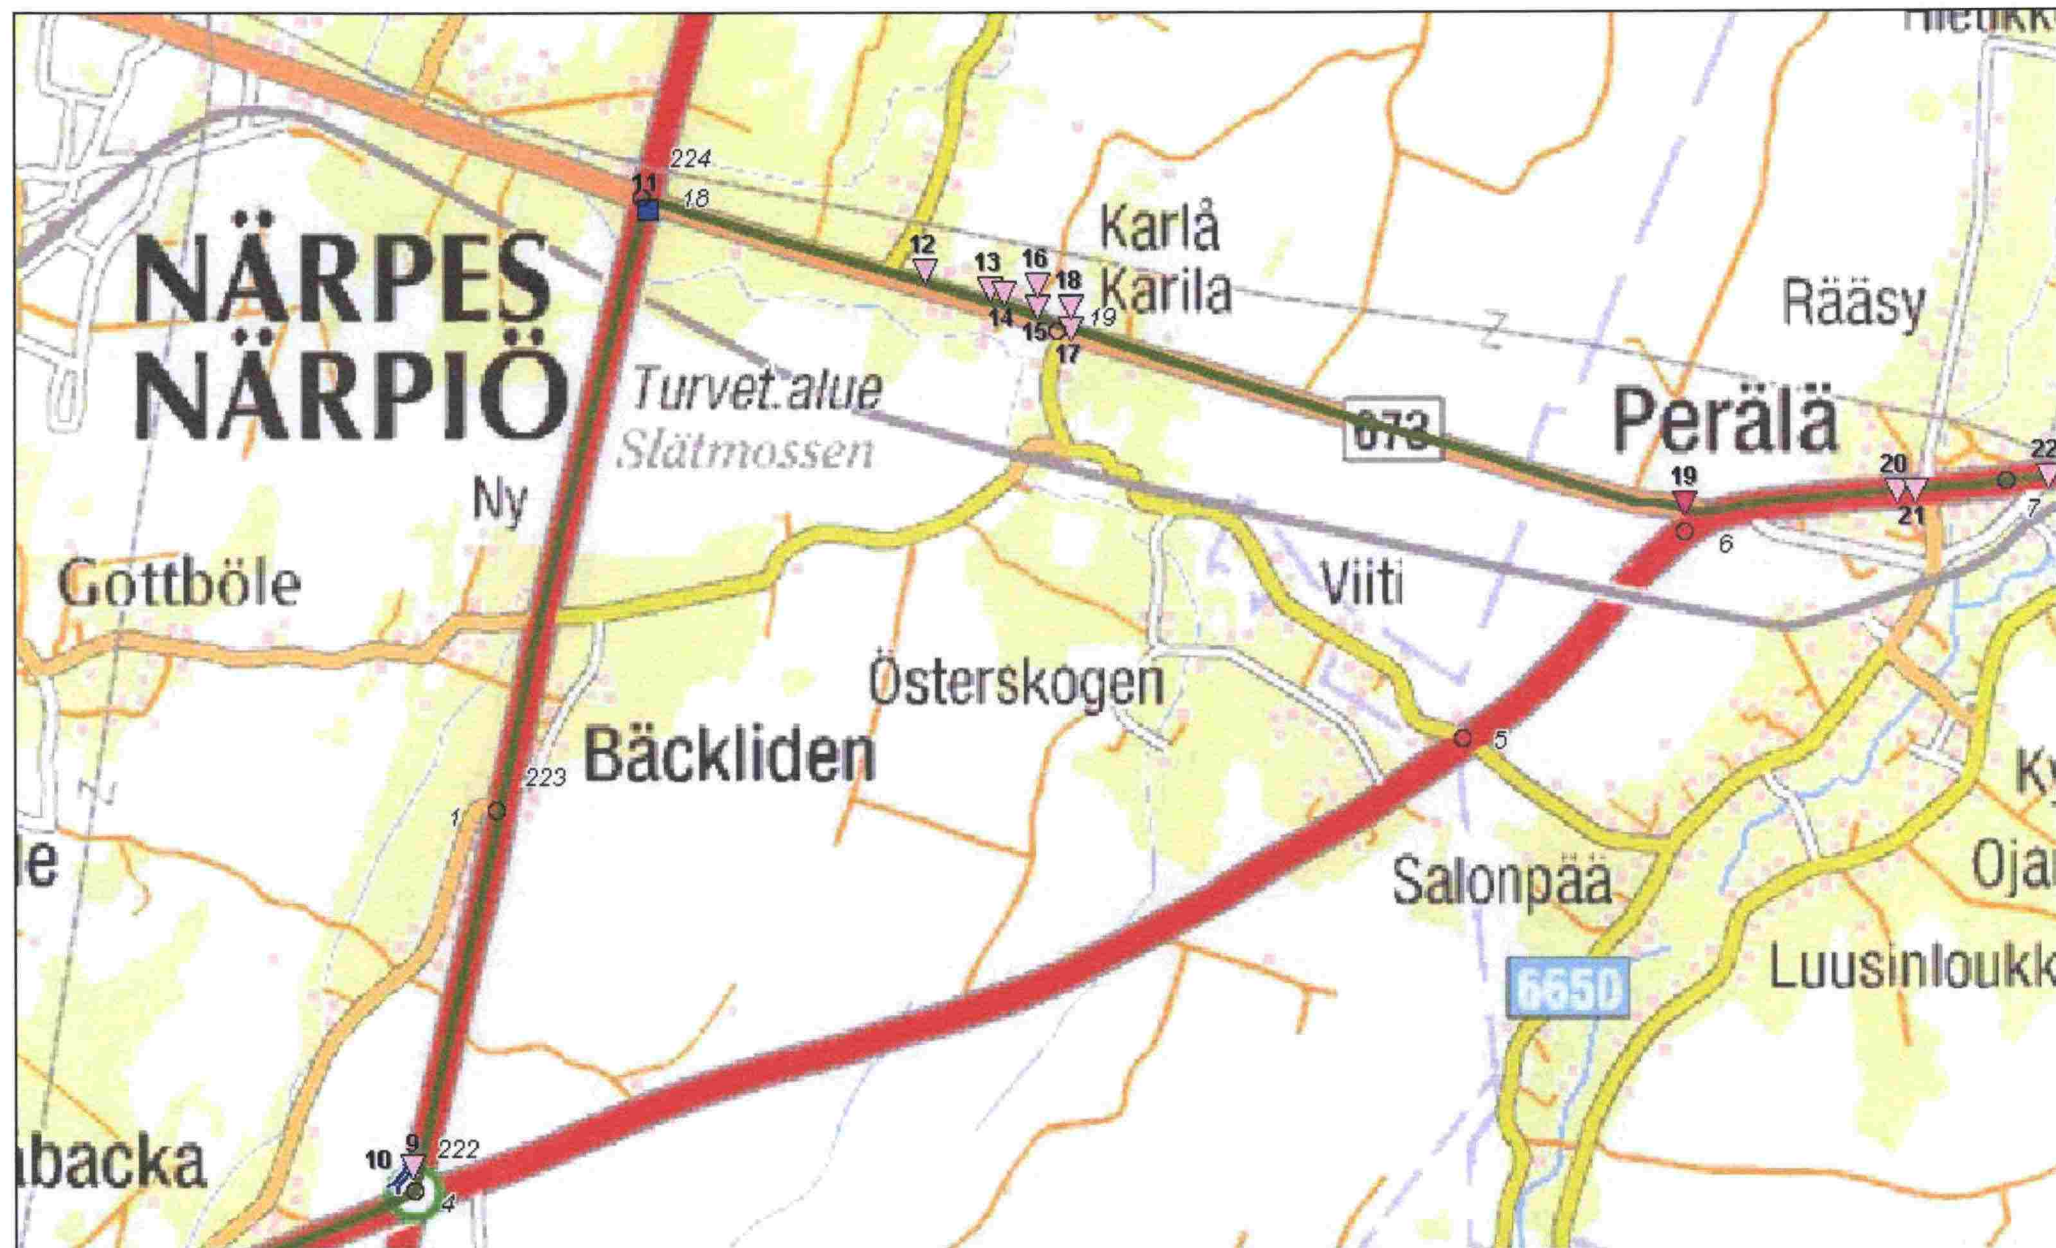 224
11
18
NÄRPES
NÄRPIÖ
12
13
16
18
14
15
19
17
Karlå
Karila
Z
Rääsy
Turvet.alue
Slätmossen
673
Perälä
19
20
21
22
7
6
Ny
Gottböle
Viiti
Österskogen
Bäckliden
223
5
Z
le
Salonpää
Ky
Ojar
6650
Luusinloukk
backa
10
9
222
4